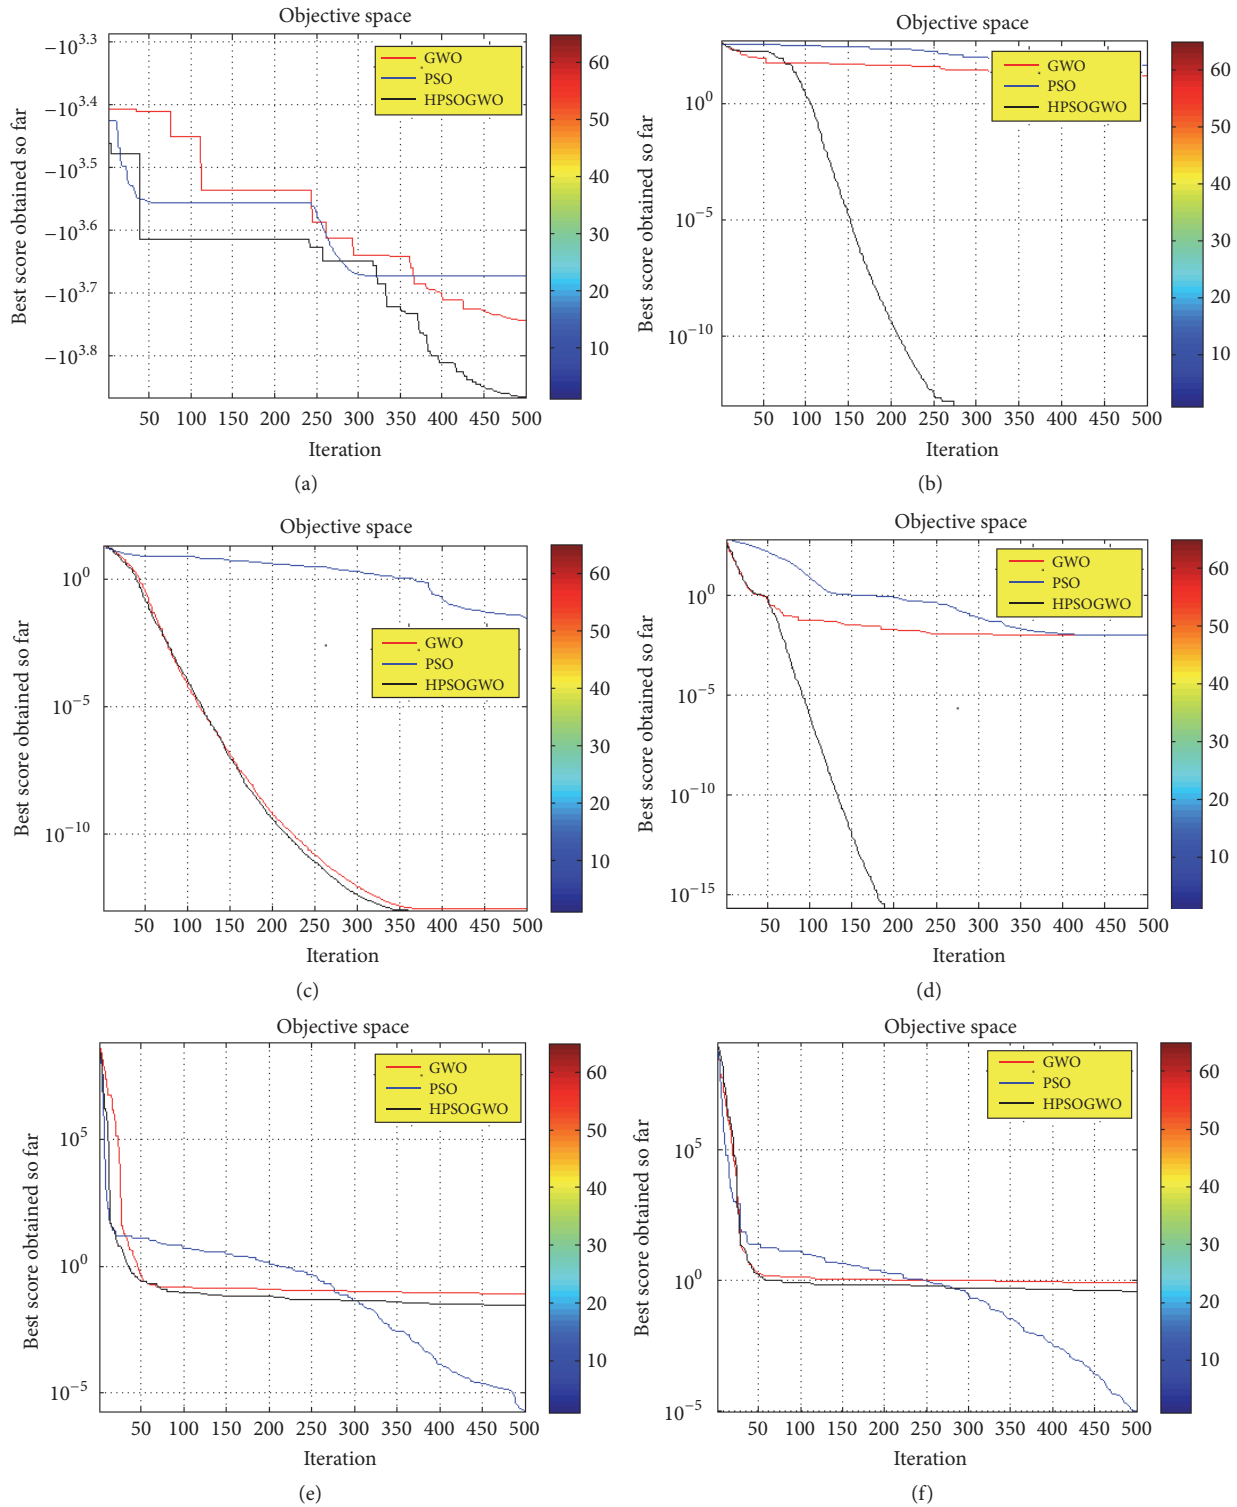 Objective space
Best score obtained so far
−10^3.3
−10^3.4
−10^3.5
−10^3.6
−10^3.7
−10^3.8
GWO
PSO
HPSOGWO
50 100 150 200 250 300 350 400 450 500
Iteration
60
50
40
30
20
10
(a)
Objective space
Best score obtained so far
10^0
10^−5
10^−10
GWO
PSO
HPSOGWO
50 100 150 200 250 300 350 400 450 500
Iteration
60
50
40
30
20
10
(b)
Objective space
Best score obtained so far
10^0
10^−5
10^−10
GWO
PSO
HPSOGWO
50 100 150 200 250 300 350 400 450 500
Iteration
60
50
40
30
20
10
(c)
Objective space
Best score obtained so far
10^0
10^−5
10^−10
10^−15
GWO
PSO
HPSOGWO
50 100 150 200 250 300 350 400 450 500
Iteration
60
50
40
30
20
10
(d)
Objective space
Best score obtained so far
10^5
10^0
10^−5
GWO
PSO
HPSOGWO
50 100 150 200 250 300 350 400 450 500
Iteration
60
50
40
30
20
10
(e)
Objective space
Best score obtained so far
10^5
10^0
10^−5
GWO
PSO
HPSOGWO
50 100 150 200 250 300 350 400 450 500
Iteration
60
50
40
30
20
10
(f)